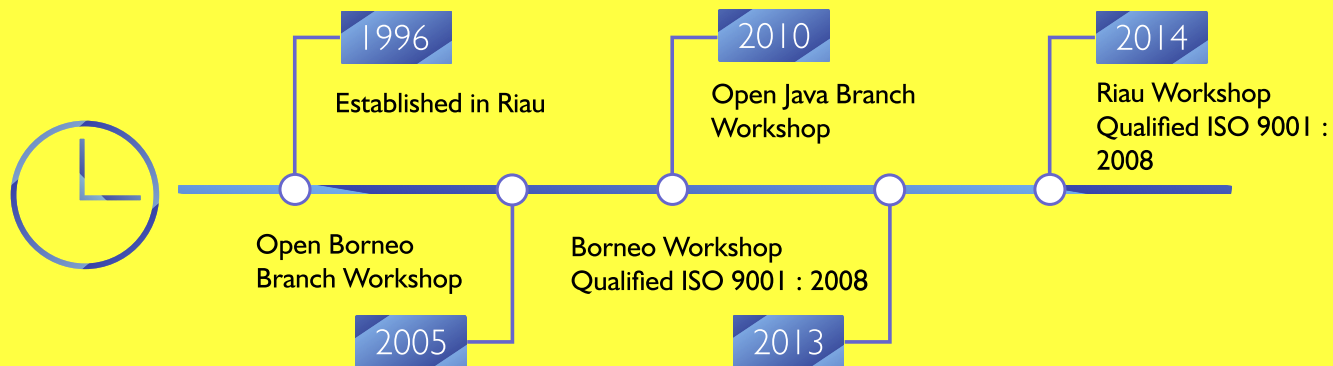 1996
Established in Riau
Open Borneo
Branch Workshop
2005
2010
Open Java Branch
Workshop
Borneo Workshop
Qualified ISO 9001 : 2008
2013
2014
Riau Workshop
Qualified ISO 9001 :
2008